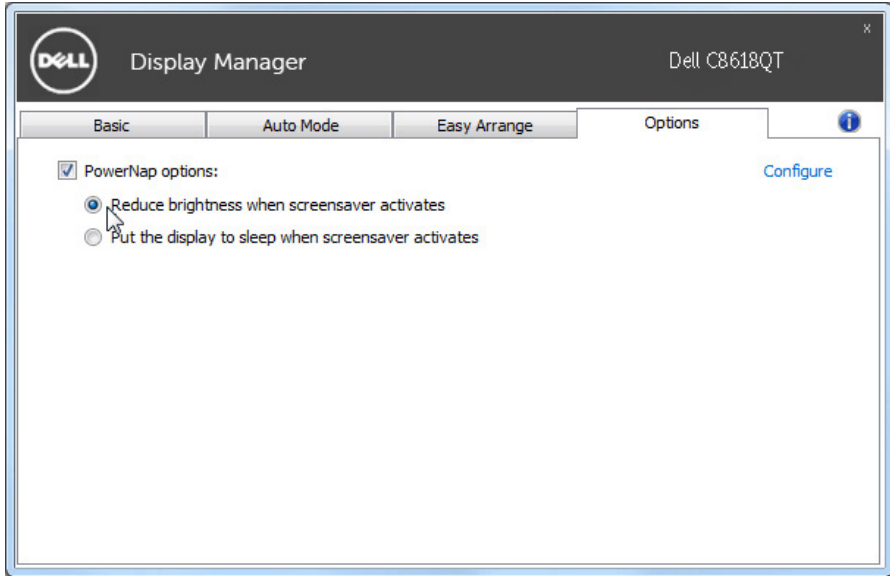 DELL Display Manager Dell C8618QT x
Basic Auto Mode Easy Arrange Options i
PowerNap options: Configure
Reduce brightness when screensaver activates
Put the display to sleep when screensaver activates